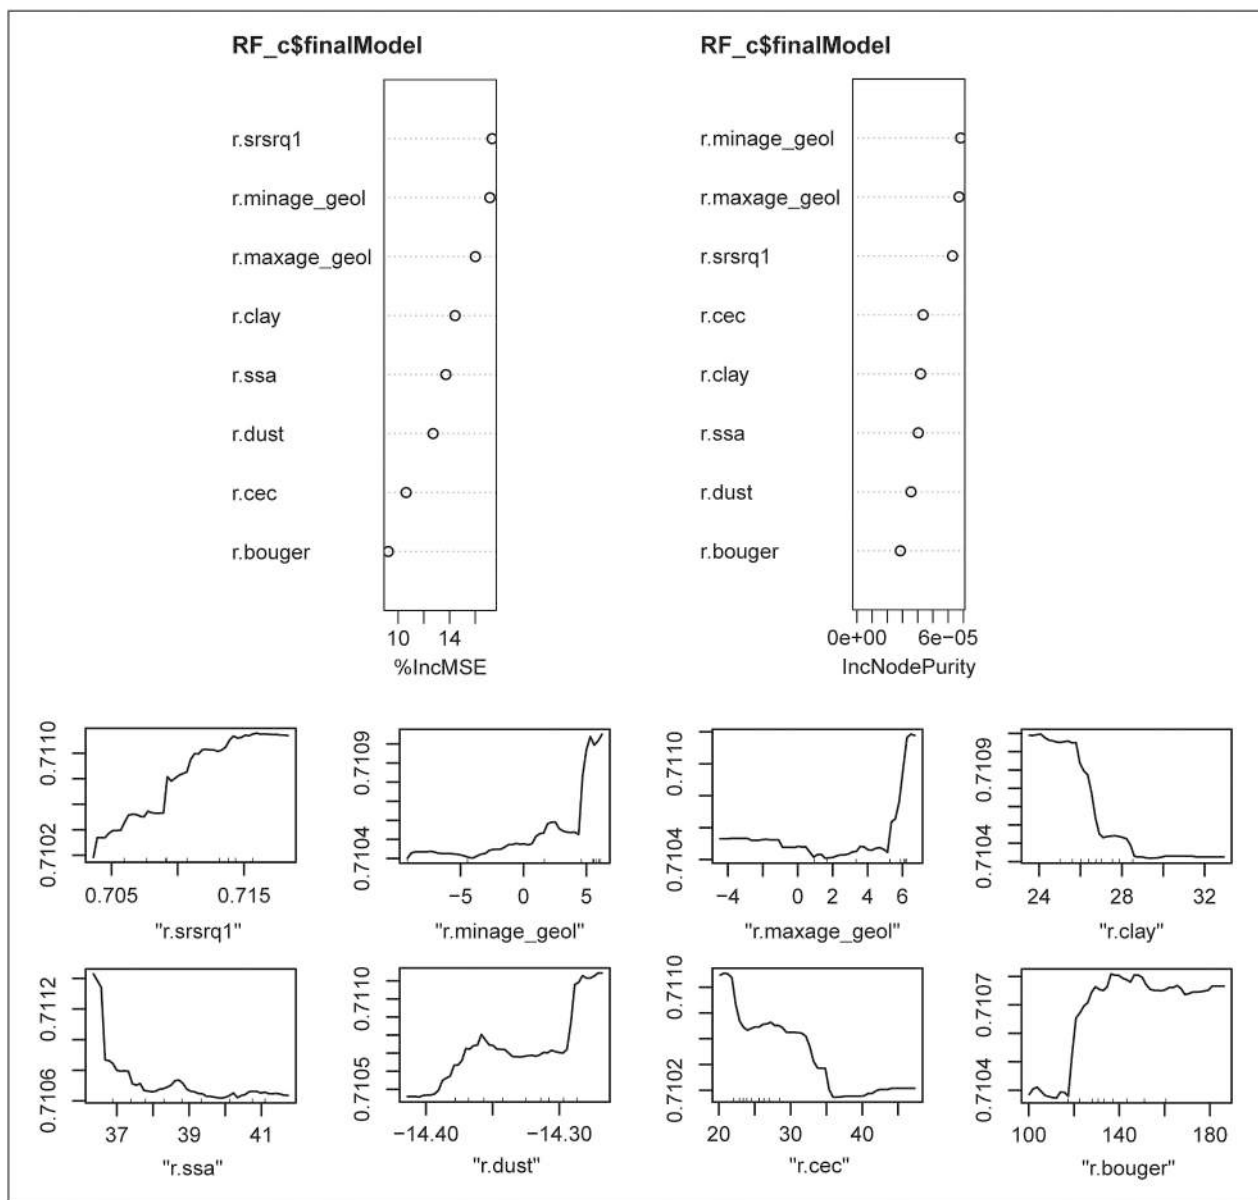 RF_c$finalModel
r.srsrq1
r.minage_geol
r.maxage_geol
r.clay
r.ssa
r.dust
r.cec
r.bouger
10 14
%IncMSE
RF_c$finalModel
r.minage_geol
r.maxage_geol
r.srsrq1
r.cec
r.clay
r.ssa
r.dust
r.bouger
0e+00 6e−05
IncNodePurity
0.7102 0.7110
0.705 0.715
"r.srsrq1"
0.7104 0.7109
−5 0 5
"r.minage_geol"
0.7104 0.7110
−4 0 2 4 6
"r.maxage_geol"
0.7104 0.7109
24 28 32
"r.clay"
0.7106 0.7112
37 39 41
"r.ssa"
0.7105 0.7110
−14.40 −14.30
"r.dust"
0.7102 0.7110
20 30 40
"r.cec"
0.7104 0.7107
100 140 180
"r.bouger"